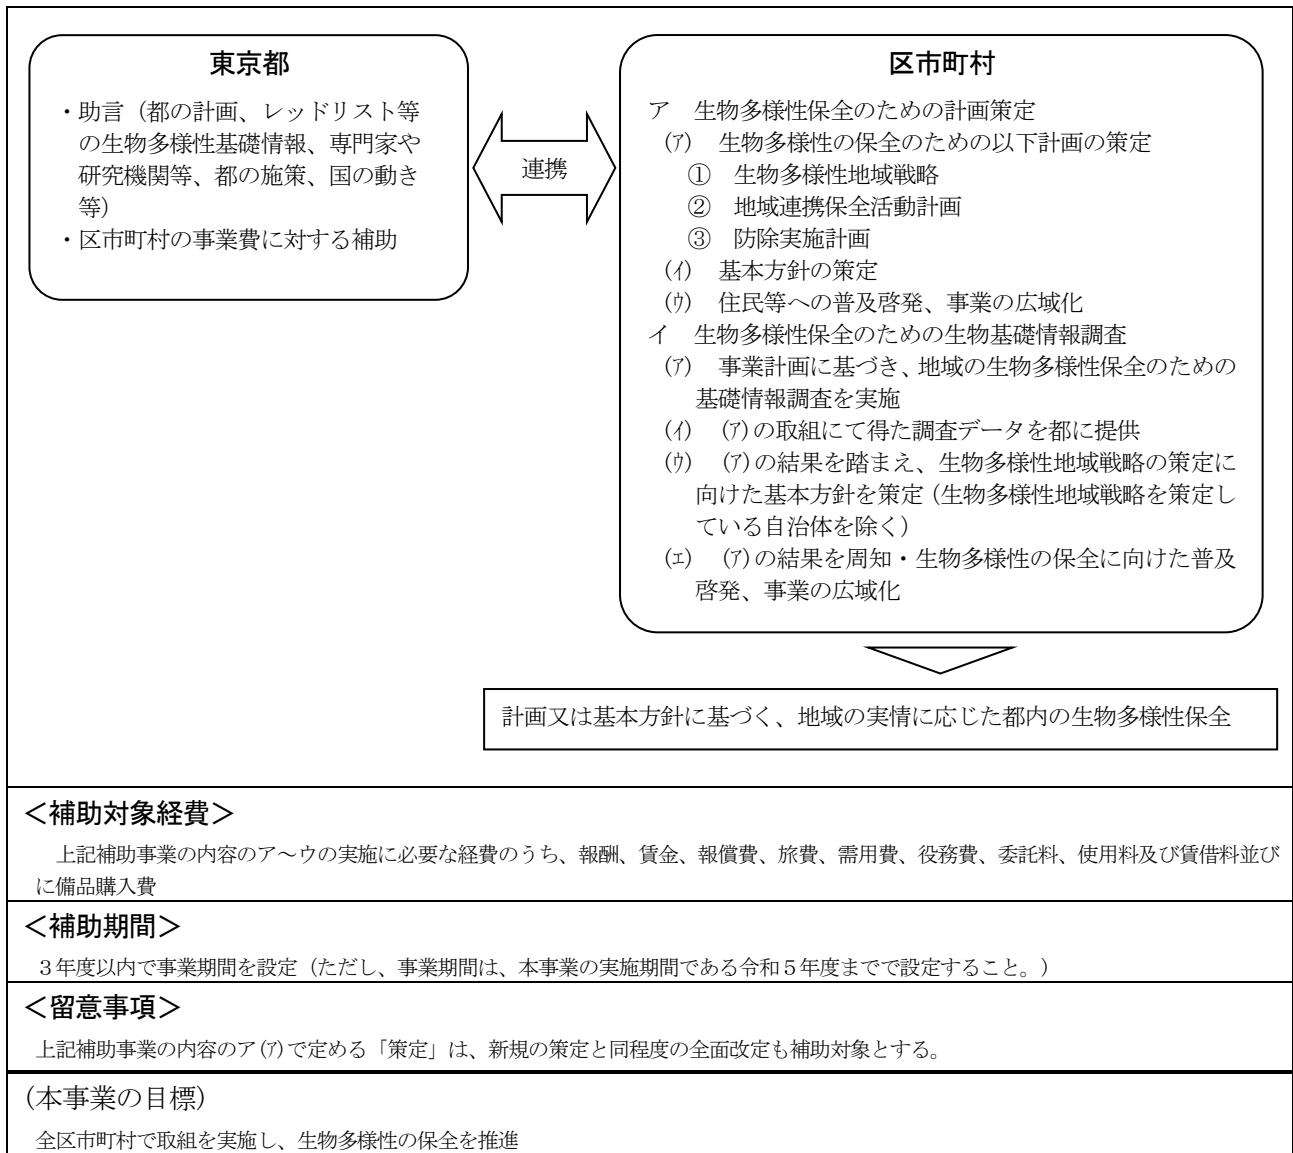 東京都
・助言（都の計画、レッドリスト等
の生物多様性基礎情報、専門家や
研究機関等、都の施策、国の動き
等）
・区市町村の事業費に対する補助
連携
区市町村
ア　生物多様性保全のための計画策定
(ｱ)　生物多様性の保全のための以下計画の策定
①　生物多様性地域戦略
②　地域連携保全活動計画
③　防除実施計画
(ｲ)　基本方針の策定
(ｳ)　住民等への普及啓発、事業の広域化
イ　生物多様性保全のための生物基礎情報調査
(ｱ)　事業計画に基づき、地域の生物多様性保全のための
基礎情報調査を実施
(ｲ)　(ｱ)の取組にて得た調査データを都に提供
(ｳ)　(ｱ)の結果を踏まえ、生物多様性地域戦略の策定に
向けた基本方針を策定（生物多様性地域戦略を策定し
ている自治体を除く）
(ｴ)　(ｱ)の結果を周知・生物多様性の保全に向けた普及
啓発、事業の広域化
計画又は基本方針に基づく、地域の実情に応じた都内の生物多様性保全
＜補助対象経費＞
上記補助事業の内容のア～ウの実施に必要な経費のうち、報酬、賃金、報償費、旅費、需用費、役務費、委託料、使用料及び賃借料並び
に備品購入費
＜補助期間＞
３年度以内で事業期間を設定（ただし、事業期間は、本事業の実施期間である令和５年度までで設定すること。）
＜留意事項＞
上記補助事業の内容のア(ｱ)で定める「策定」は、新規の策定と同程度の全面改定も補助対象とする。
（本事業の目標）
全区市町村で取組を実施し、生物多様性の保全を推進